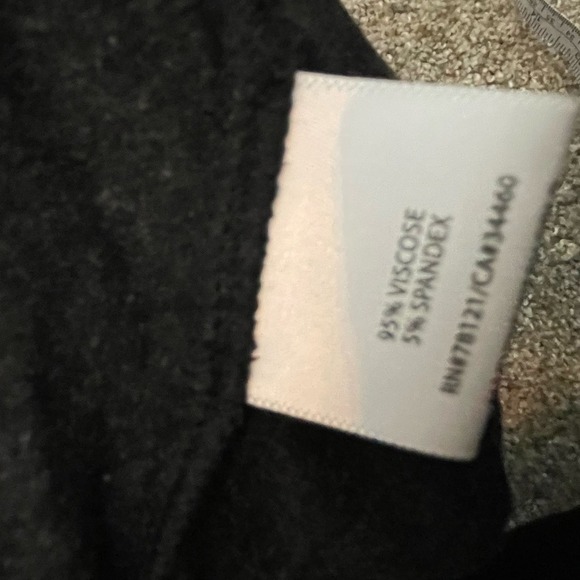 95% VISCOSE
5% SPANDEX
RN#78121/CA#34460